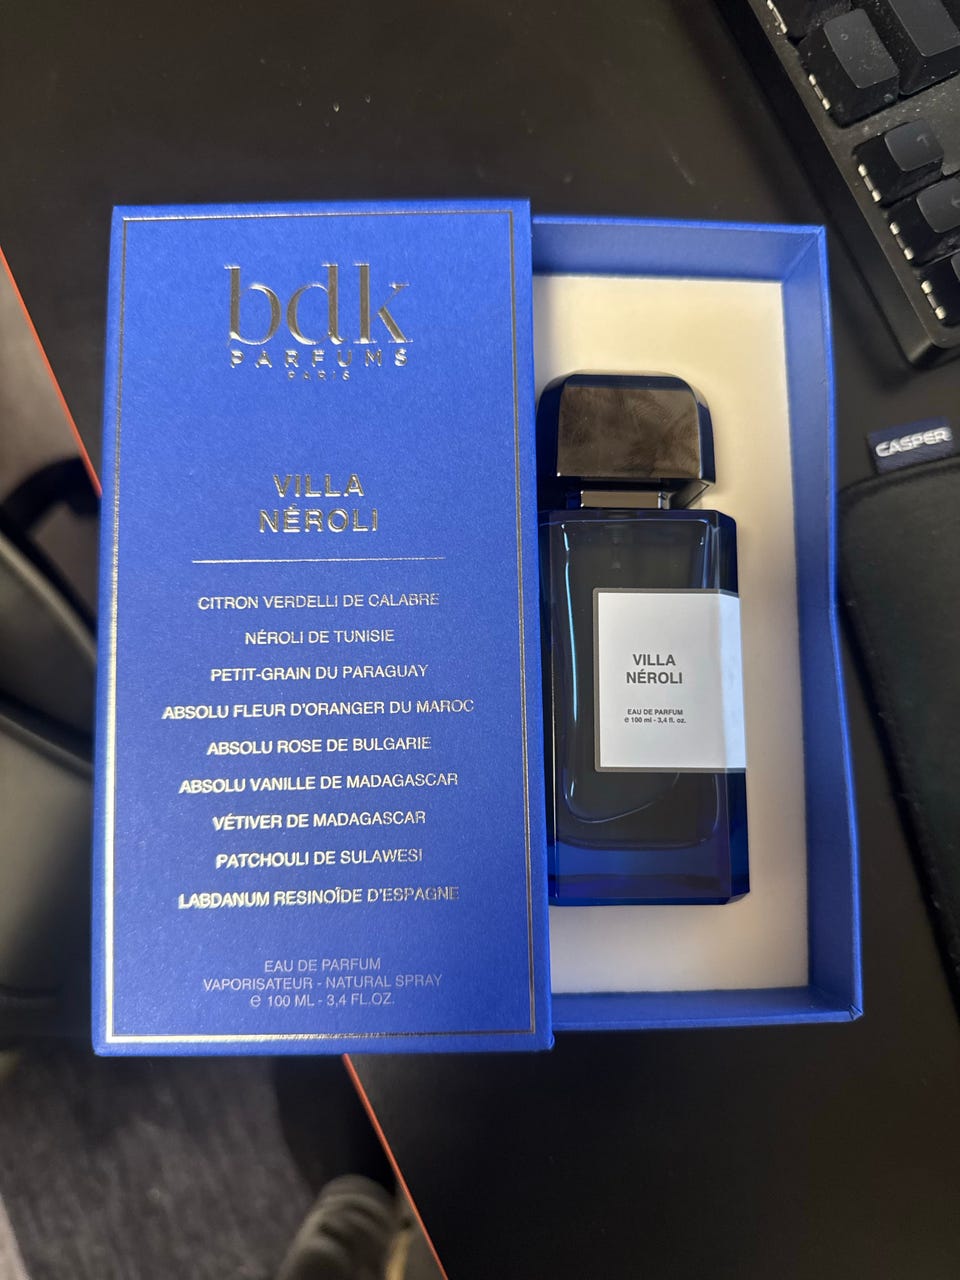 bdk
PARFUMS
PARIS
VILLA
NÉROLI
CITRON VERDELLI DE CALABRE
NÉROLI DE TUNISIE
PETIT-GRAIN DU PARAGUAY
ABSOLU FLEUR D'ORANGER DU MAROC
ABSOLU ROSE DE BULGARIE
ABSOLU VANILLE DE MADAGASCAR
VÉTIVER DE MADAGASCAR
PATCHOULI DE SULAWESI
LABDANUM RESINOÏDE D'ESPAGNE
EAU DE PARFUM
VAPORISATEUR - NATURAL SPRAY
℮ 100 ML - 3,4 FL.OZ.
VILLA
NÉROLI
EAU DE PARFUM
℮ 100 ml - 3,4 fl. oz.
CASPER